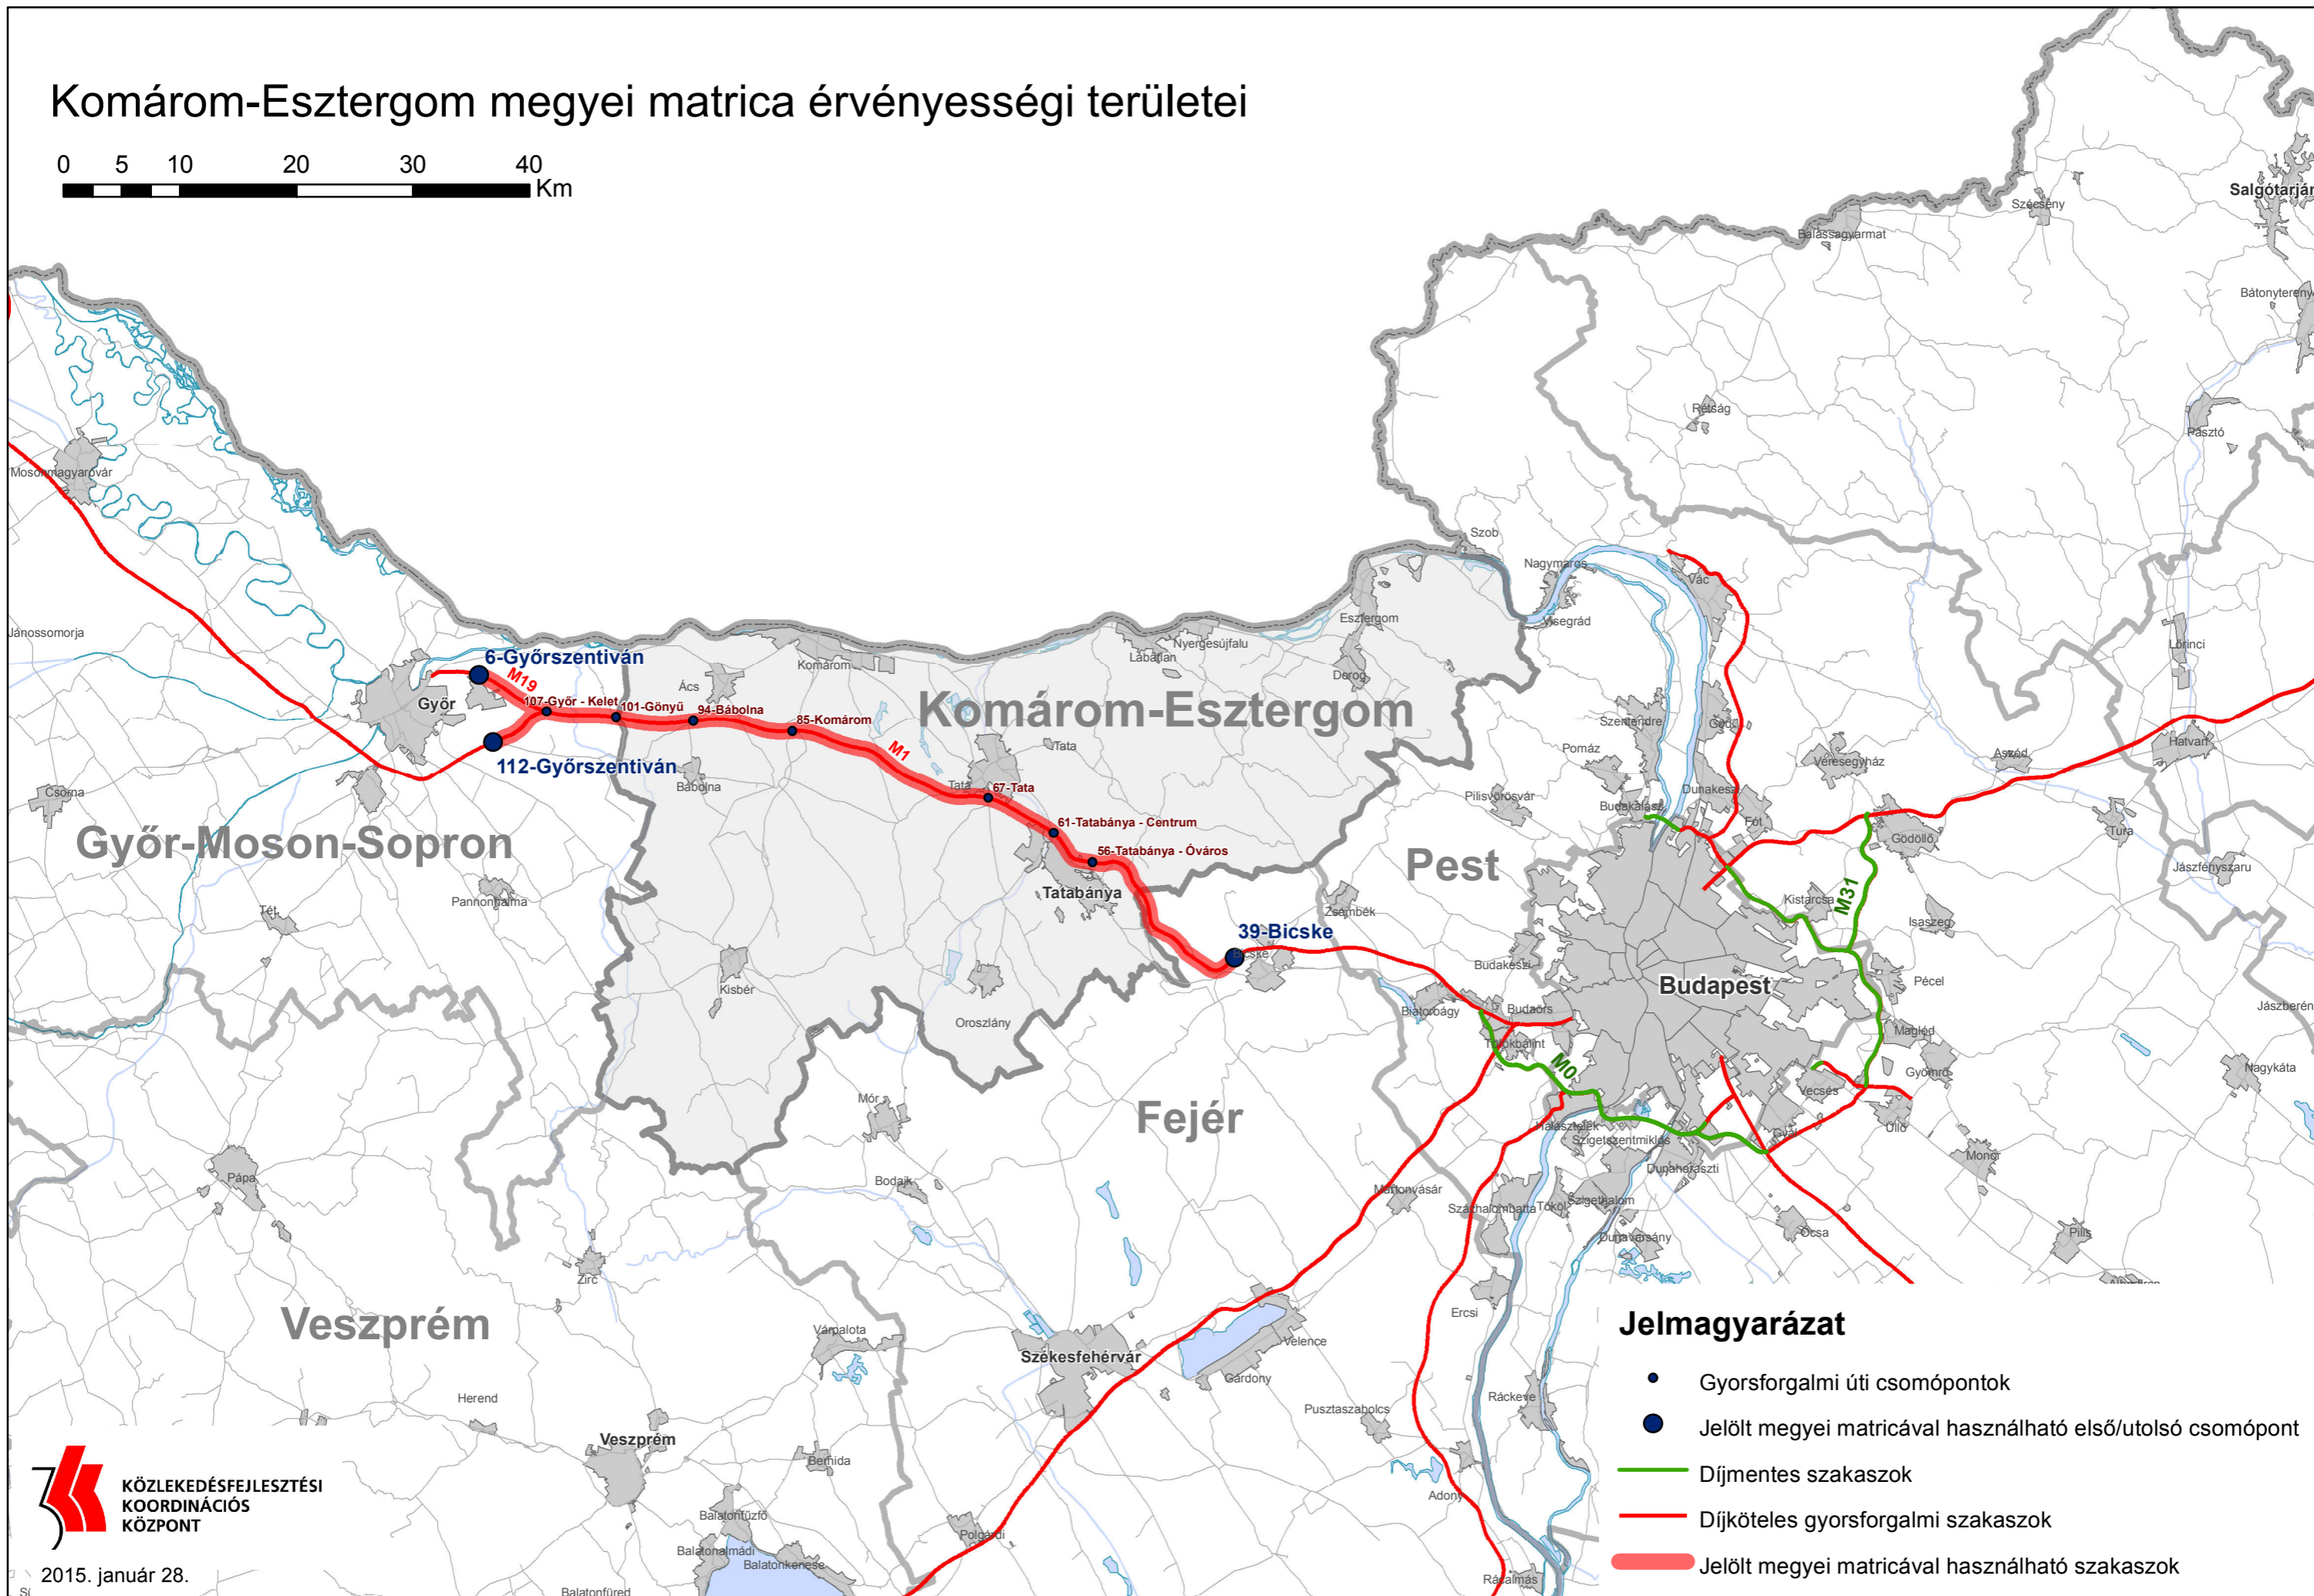 Komárom-Esztergom megyei matrica érvényességi területei
0 5 10 20 30 40
Km
Salgótarján
Szécsény
Balassagyarmat
Bátonyterenye
Rétság
Pásztó
Mosonmagyaróvár
Szob
Nagymaros
Vác
Visegrád
Esztergom
Nyergesújfalu
Lábatlan
Dorog
Jánossomorja
Lőrinci
6-Győrszentiván
M19
Komárom
Ács
Győr
107-Győr - Kelet
101-Gönyű
94-Bábolna
85-Komárom
Komárom-Esztergom
M1
Tata
112-Győrszentiván
Bábolna
Tata
67-Tata
Szentendre
Göd
Pomáz
Veresegyház
Aszód
Hatvan
Csorna
Pilisvörösvár
Budakalász
Dunakeszi
Fót
Gödöllő
Tura
61-Tatabánya - Centrum
56-Tatabánya - Óváros
Győr-Moson-Sopron
Pest
Jászfényszaru
Tatabánya
Pannonhalma
Tét
Zsámbék
Kistarcsa
M31
Isaszeg
39-Bicske
Bicske
Budakeszi
Budapest
Pécel
Kisbér
Oroszlány
Biatorbágy
Budaörs
Törökbálint
M0
Maglód
Jászberén
Gyömrő
Nagykáta
Vecsés
Üllő
Mór
Fejér
Halásztelek
Szigetszentmiklós
Gyál
Dunaharaszti
Monor
Pápa
Bodajk
Martonvásár
Százhalombatta
Tököl
Szigethalom
Dunavarsány
Ócsa
Pilis
Zirc
Veszprém
Várpalota
Székesfehérvár
Velence
Gárdony
Ercsi
Ráckeve
Pusztaszabolcs
Herend
Veszprém
Berhida
Adony
Balatonfűzfő
Balatonalmádi
Balatonkenese
Balatonfüred
Polgárdi
Rácalmás
Jelmagyarázat
Gyorsforgalmi úti csomópontok
Jelölt megyei matricával használható első/utolsó csomópont
Díjmentes szakaszok
Díjköteles gyorsforgalmi szakaszok
Jelölt megyei matricával használható szakaszok
KÖZLEKEDÉSFEJLESZTÉSI
KOORDINÁCIÓS
KÖZPONT
2015. január 28.